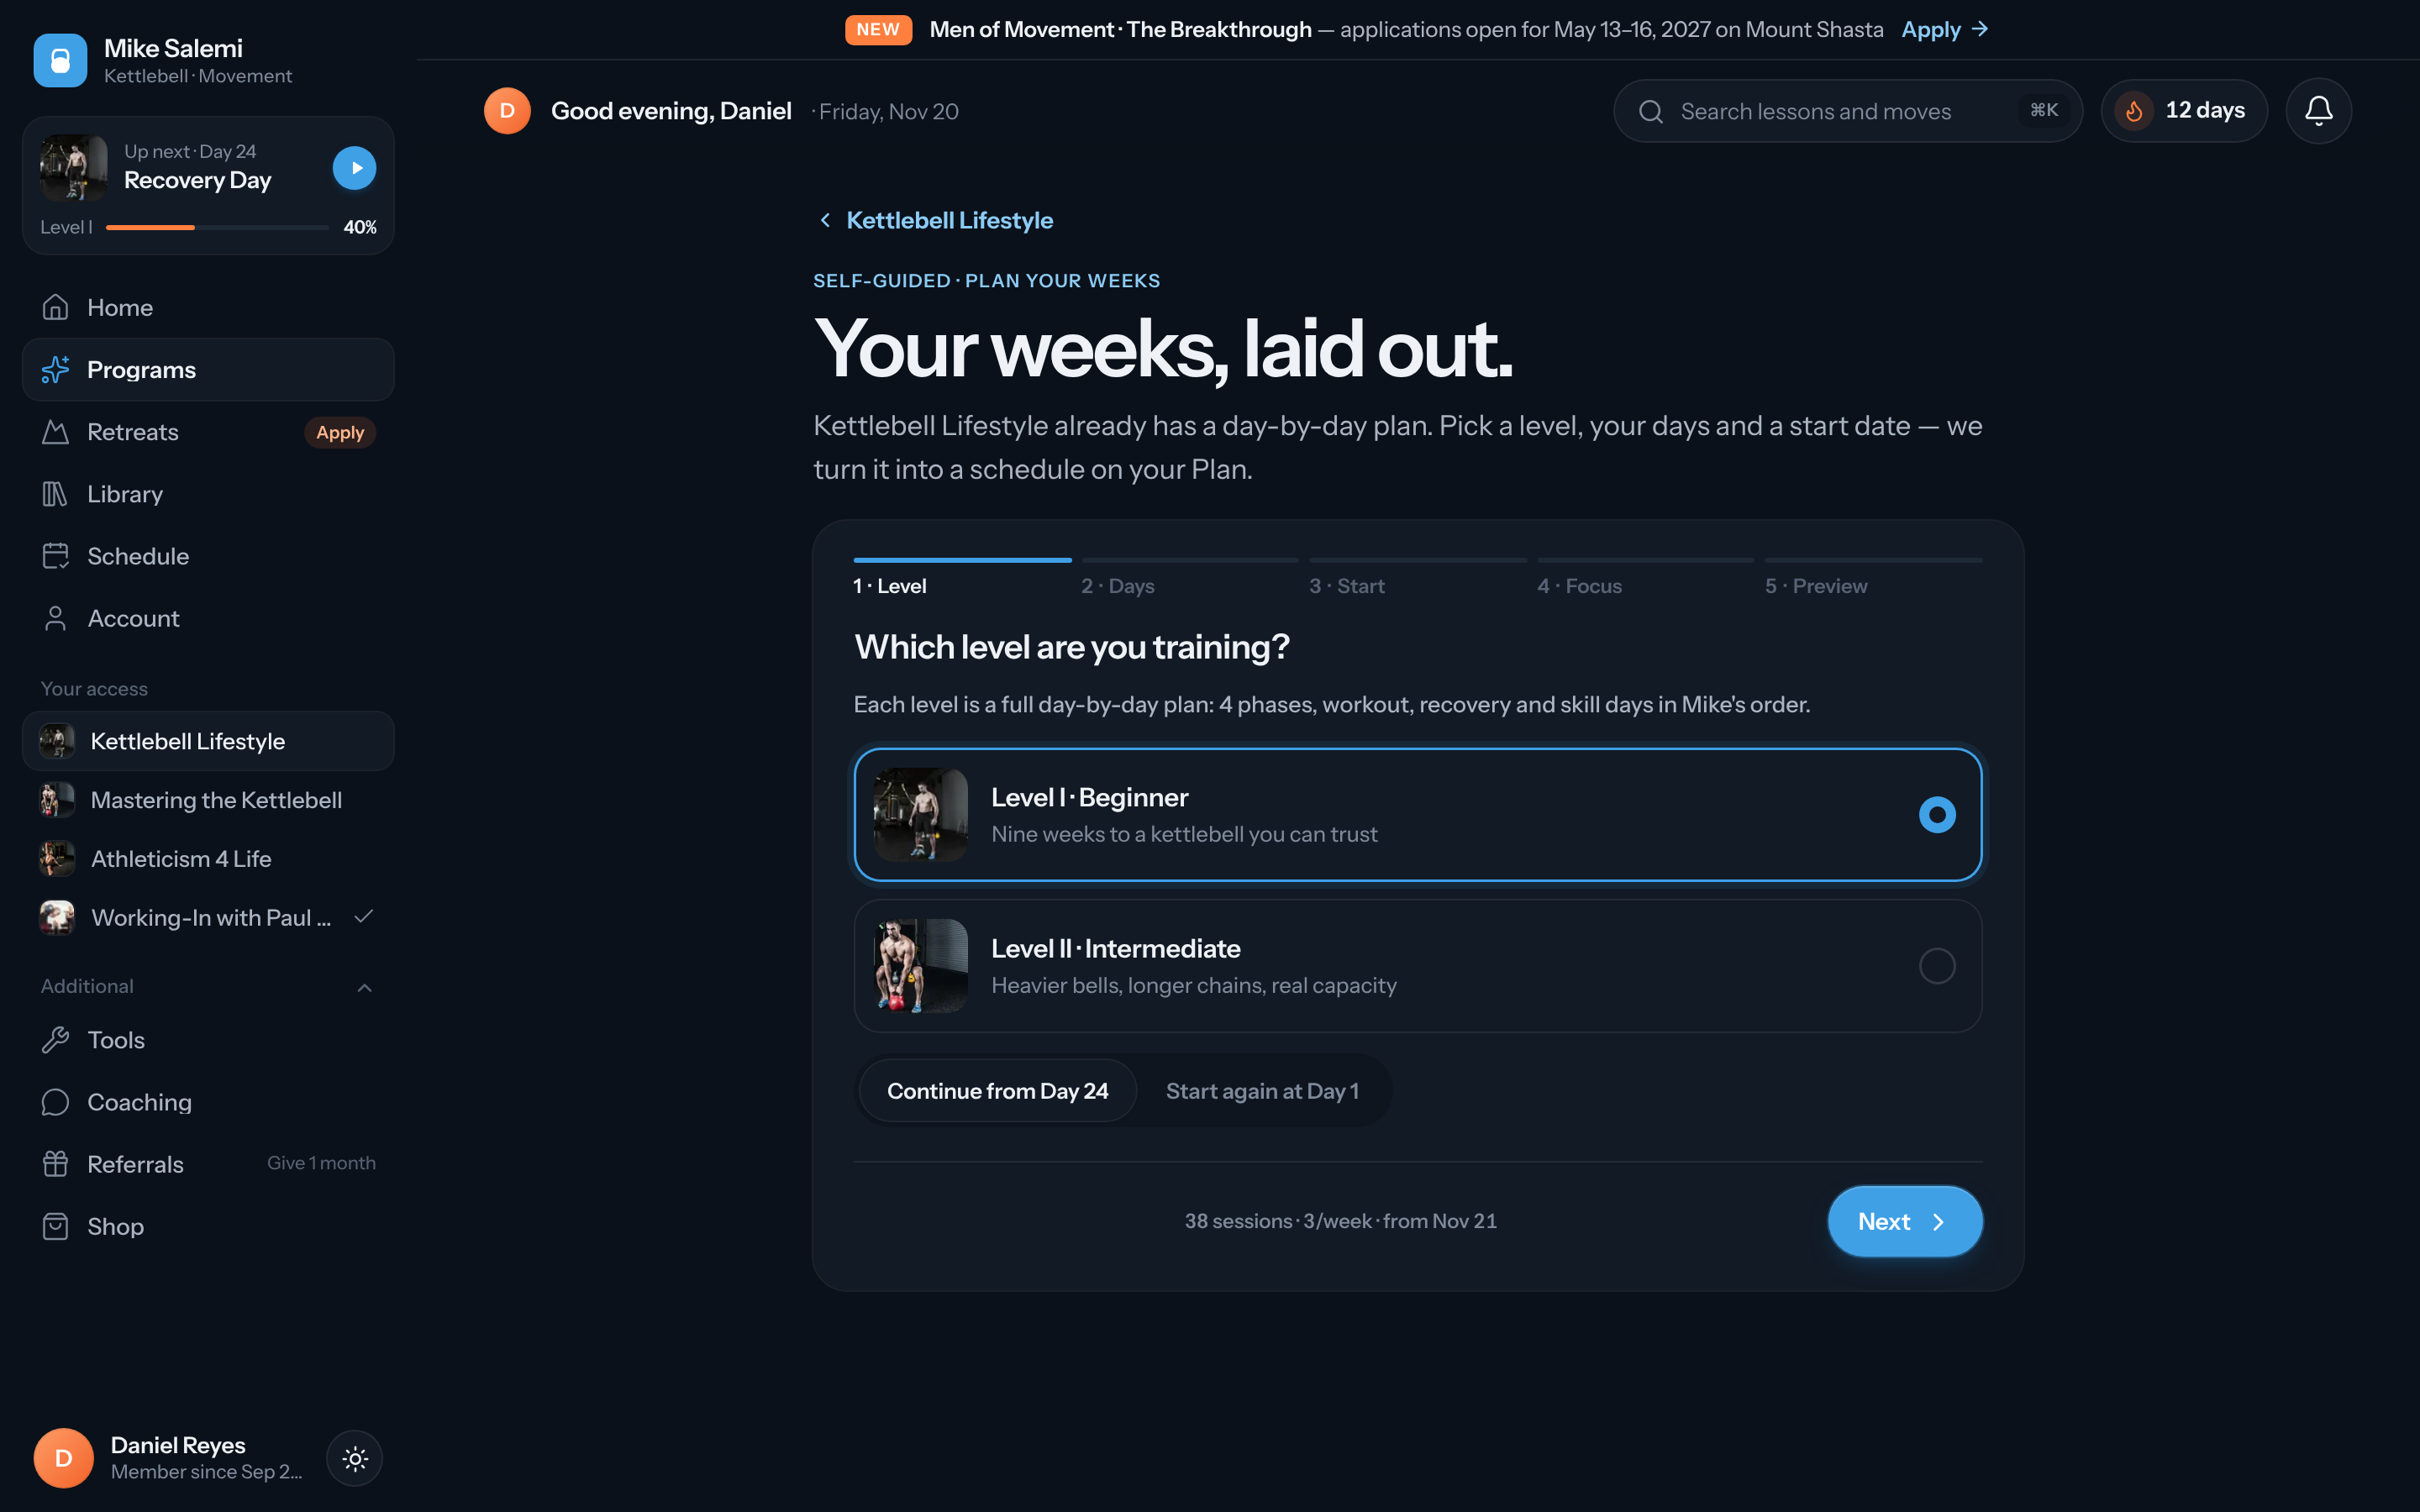 Mike Salemi
Kettlebell · Movement
Up next · Day 24
Recovery Day
Level I
40%
Home
Programs
Retreats
Apply
Library
Schedule
Account
Your access
Kettlebell Lifestyle
Mastering the Kettlebell
Athleticism 4 Life
Working-In with Paul ...
Additional
Tools
Coaching
Referrals
Give 1 month
Shop
D
Daniel Reyes
Member since Sep 2...
NEW Men of Movement · The Breakthrough — applications open for May 13–16, 2027 on Mount Shasta Apply →
D
Good evening, Daniel · Friday, Nov 20
Search lessons and moves
⌘K
12 days
Kettlebell Lifestyle
SELF-GUIDED · PLAN YOUR WEEKS
Your weeks, laid out.
Kettlebell Lifestyle already has a day-by-day plan. Pick a level, your days and a start date — we
turn it into a schedule on your Plan.
1 · Level
2 · Days
3 · Start
4 · Focus
5 · Preview
Which level are you training?
Each level is a full day-by-day plan: 4 phases, workout, recovery and skill days in Mike's order.
Level I · Beginner
Nine weeks to a kettlebell you can trust
Level II · Intermediate
Heavier bells, longer chains, real capacity
Continue from Day 24
Start again at Day 1
38 sessions · 3/week · from Nov 21
Next